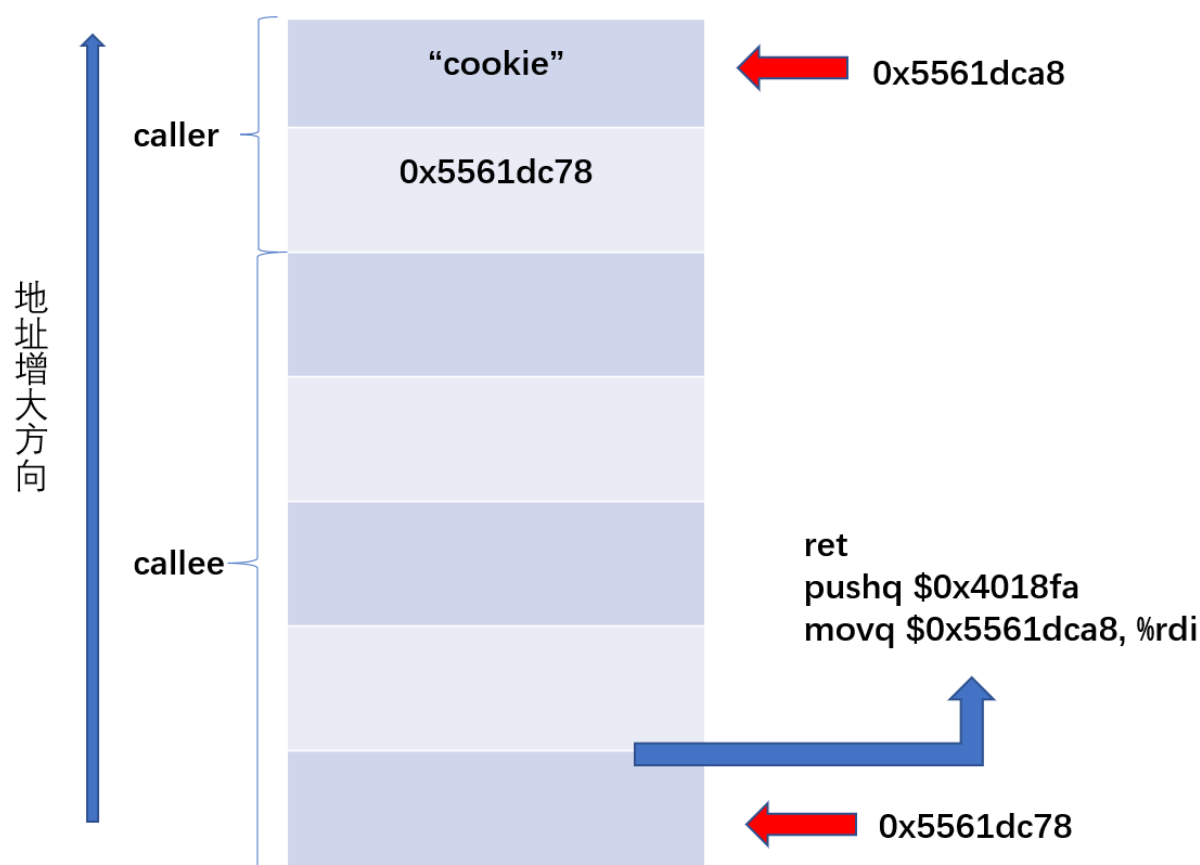 “cookie”
0x5561dca8
caller
0x5561dc78
地址增大方向
callee
ret
pushq $0x4018fa
movq $0x5561dca8, %rdi
0x5561dc78